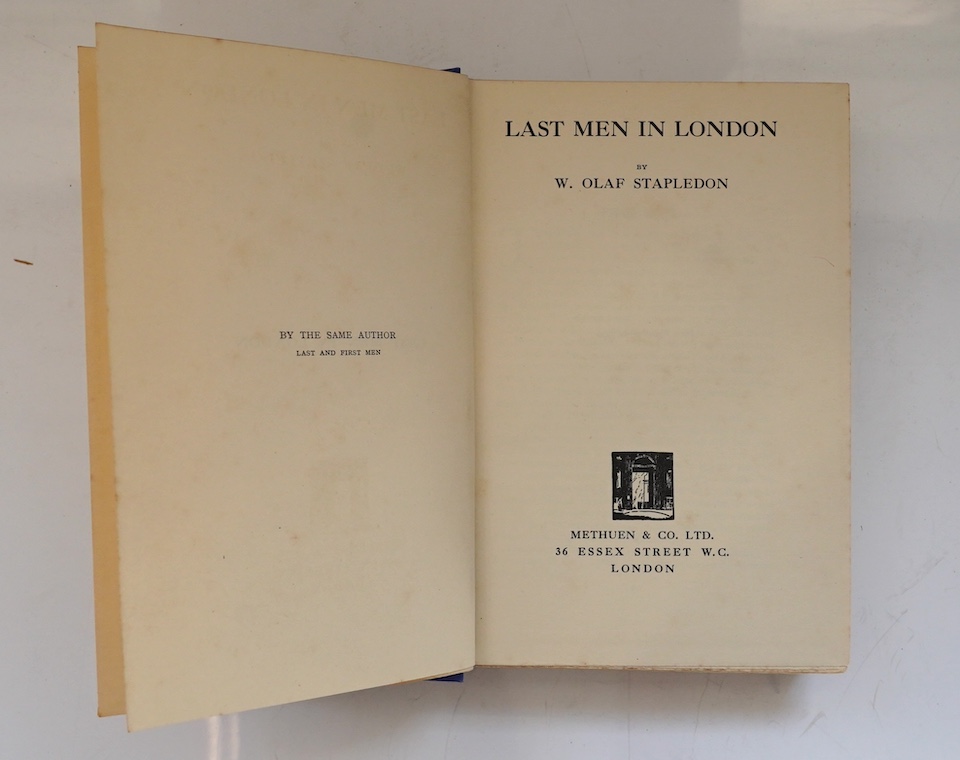 BY THE SAME AUTHOR
LAST AND FIRST MEN
LAST MEN IN LONDON
BY
W. OLAF STAPLEDON
METHUEN & CO. LTD.
36 ESSEX STREET W.C.
LONDON